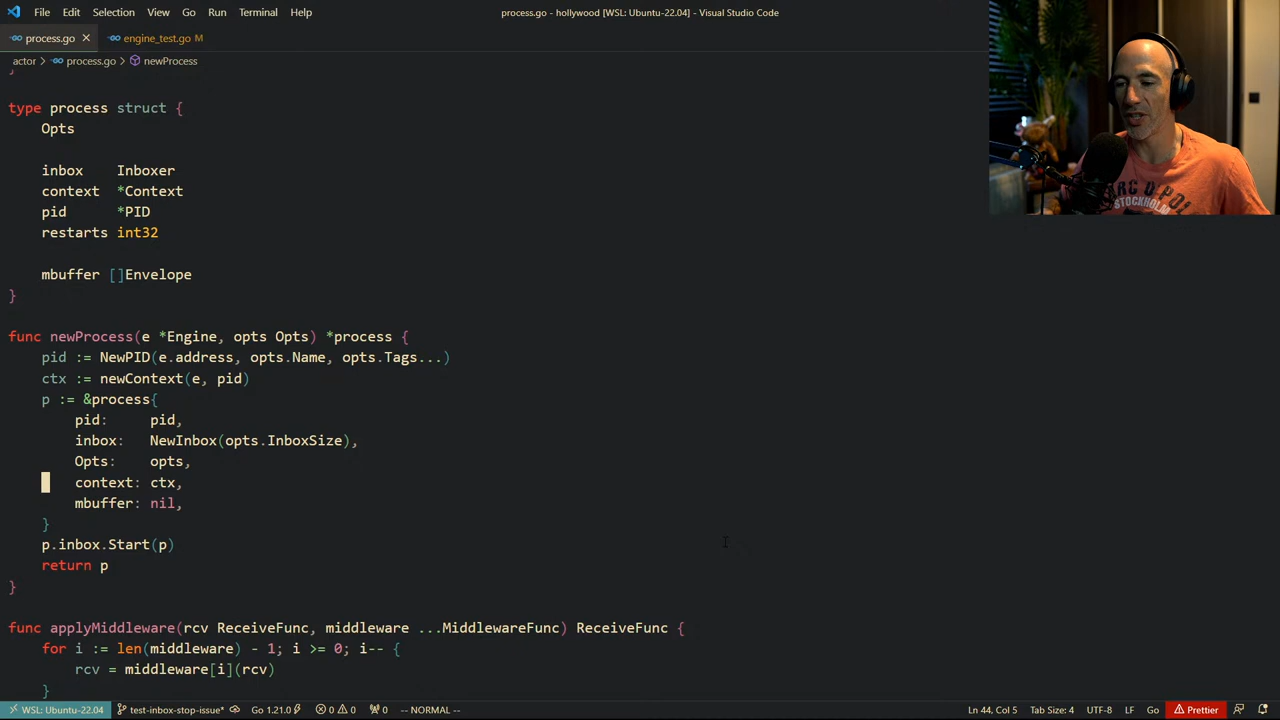 File Edit Selection View Go Run Terminal Help
process.go - hollywood [WSL: Ubuntu-22.04] - Visual Studio Code
process.go engine_test.go M
actor > process.go > newProcess
}
type process struct {
Opts
inbox Inboxer
context *Context
pid *PID
restarts int32
mbuffer []Envelope
}
func newProcess(e *Engine, opts Opts) *process {
pid := NewPID(e.address, opts.Name, opts.Tags...)
ctx := newContext(e, pid)
p := &process{
pid: pid,
inbox: NewInbox(opts.InboxSize),
Opts: opts,
context: ctx,
mbuffer: nil,
}
p.inbox.Start(p)
return p
}
func applyMiddleware(rcv ReceiveFunc, middleware ...MiddlewareFunc) ReceiveFunc {
for i := len(middleware) - 1; i >= 0; i-- {
rcv = middleware[i](rcv)
}
WSL: Ubuntu-22.04 test-inbox-stop-issue* Go 1.21.0 0 0 0 -- NORMAL -- Ln 44, Col 5 Tab Size: 4 UTF-8 LF Go Prettier
STOCKHOLM